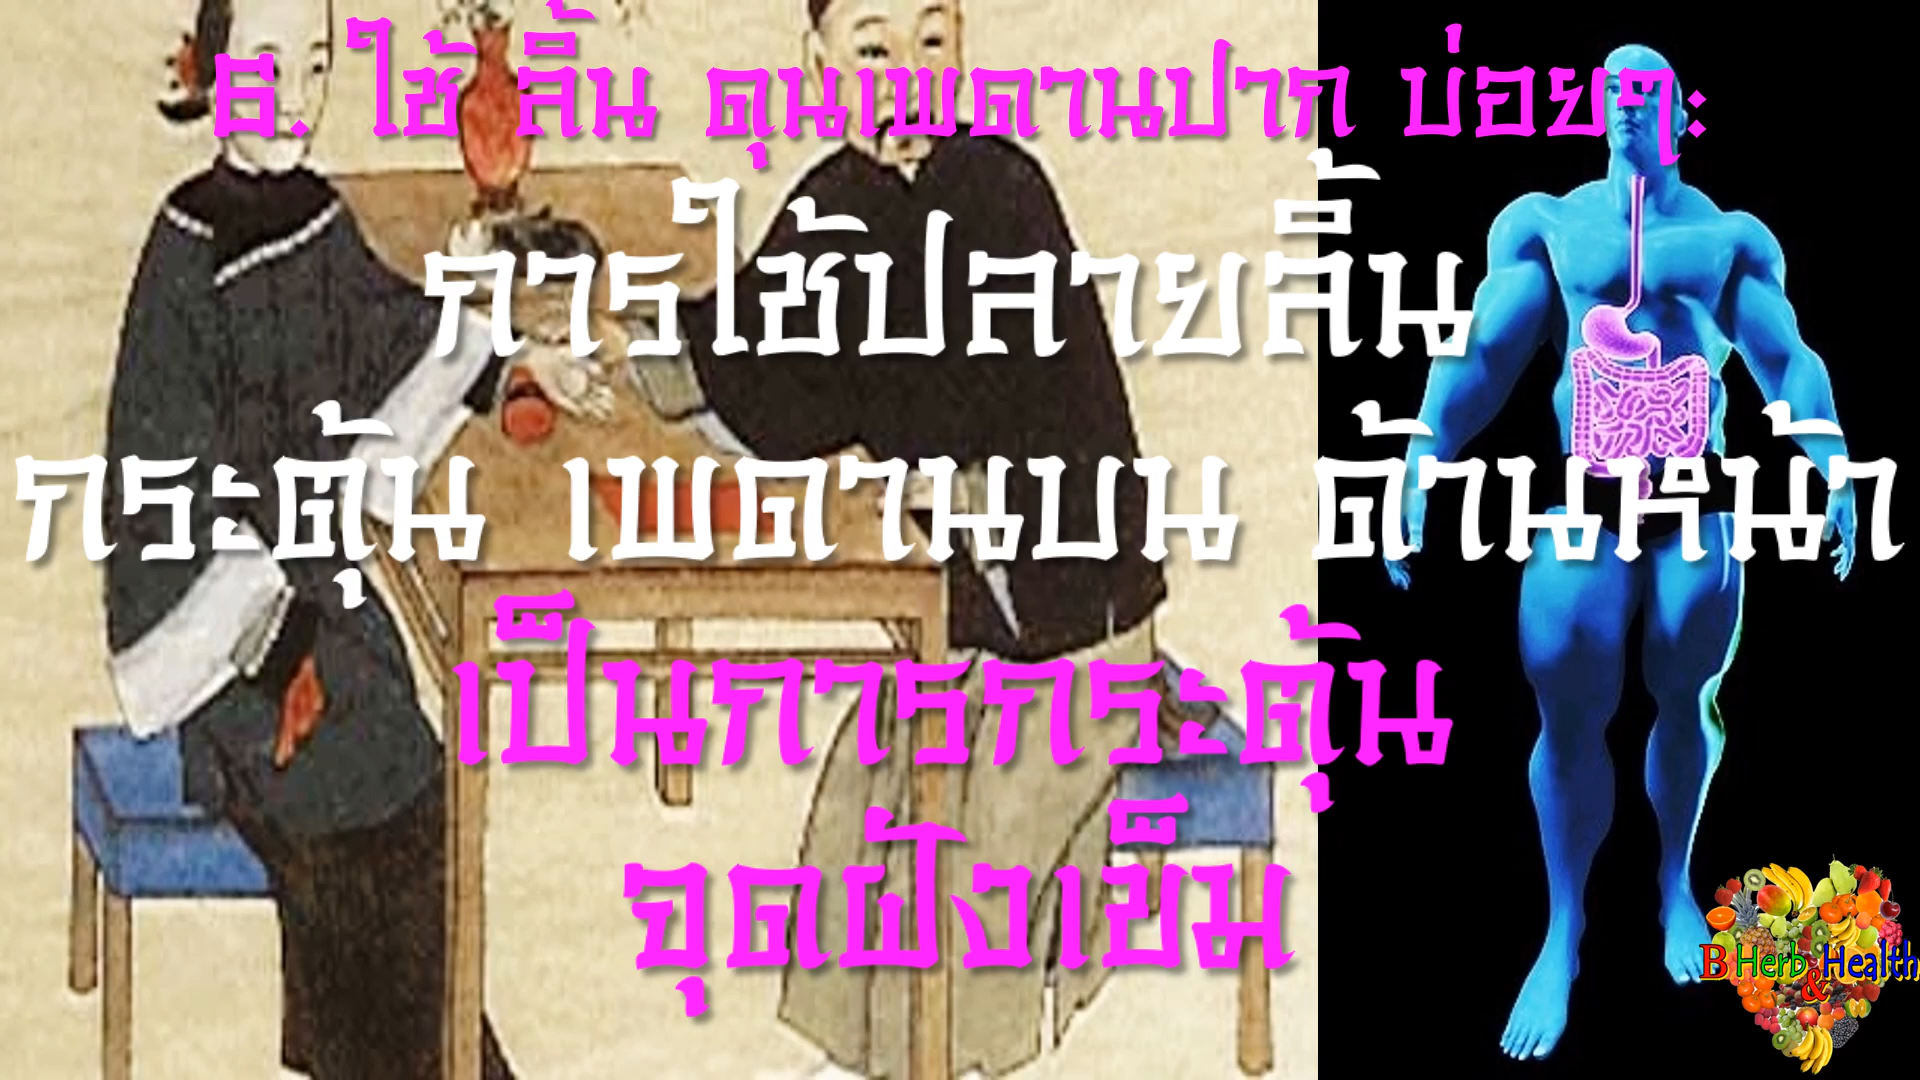 6. ใช้ ลิ้น ดุนเพดานปาก บ่อยๆ:
การใช้ปลายลิ้น
กระตุ้น เพดานบน ด้านหน้า
เป็นการกระตุ้น
จุดฝังเข็ม
B Herb & Health